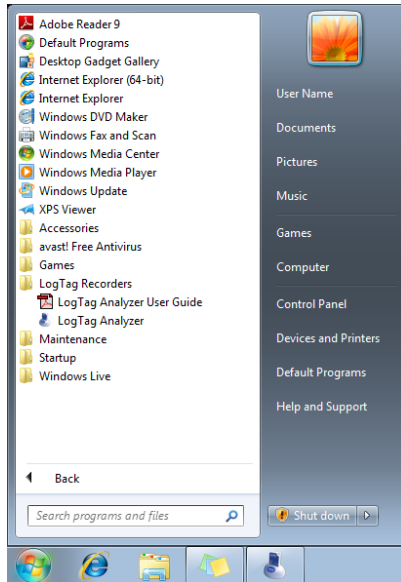 Adobe Reader 9
Default Programs
Desktop Gadget Gallery
Internet Explorer (64-bit)
Internet Explorer
Windows DVD Maker
Windows Fax and Scan
Windows Media Center
Windows Media Player
Windows Update
XPS Viewer
Accessories
avast! Free Antivirus
Games
LogTag Recorders
LogTag Analyzer User Guide
LogTag Analyzer
Maintenance
Startup
Windows Live
Back
Search programs and files
User Name
Documents
Pictures
Music
Games
Computer
Control Panel
Devices and Printers
Default Programs
Help and Support
Shut down